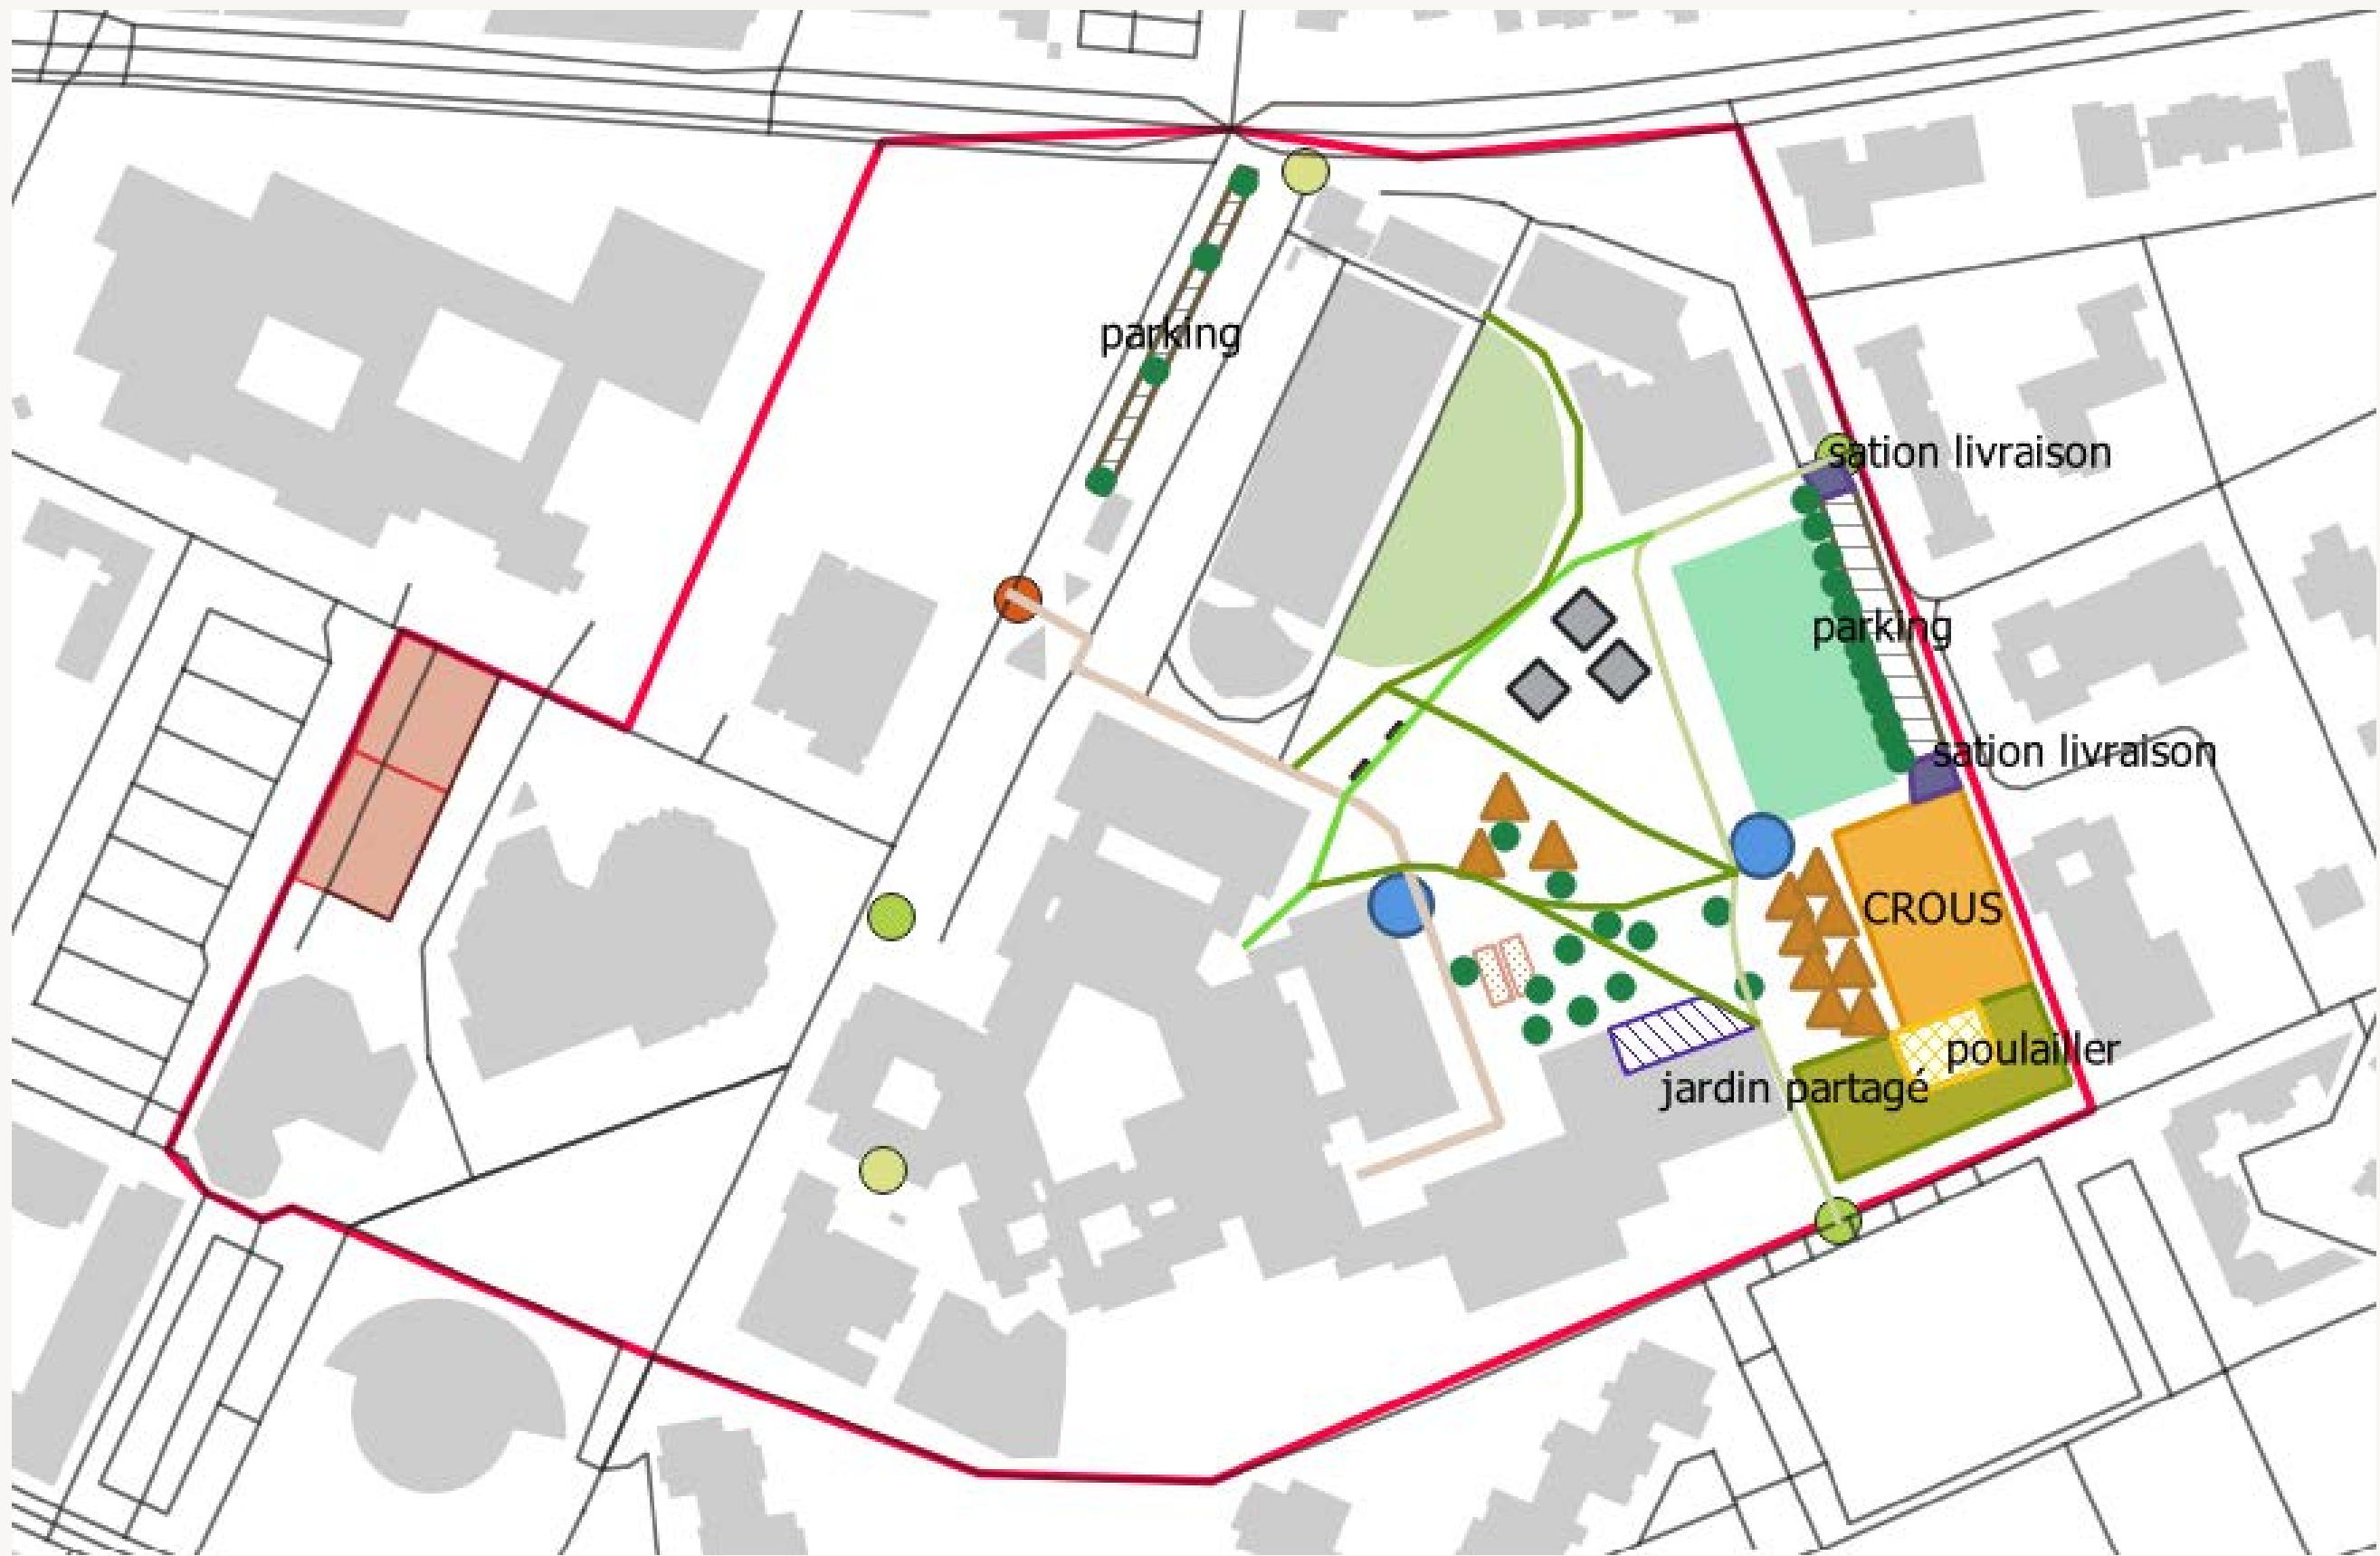 parking
sation livraison
parking
sation livraison
CROUS
poulailler
jardin partagé